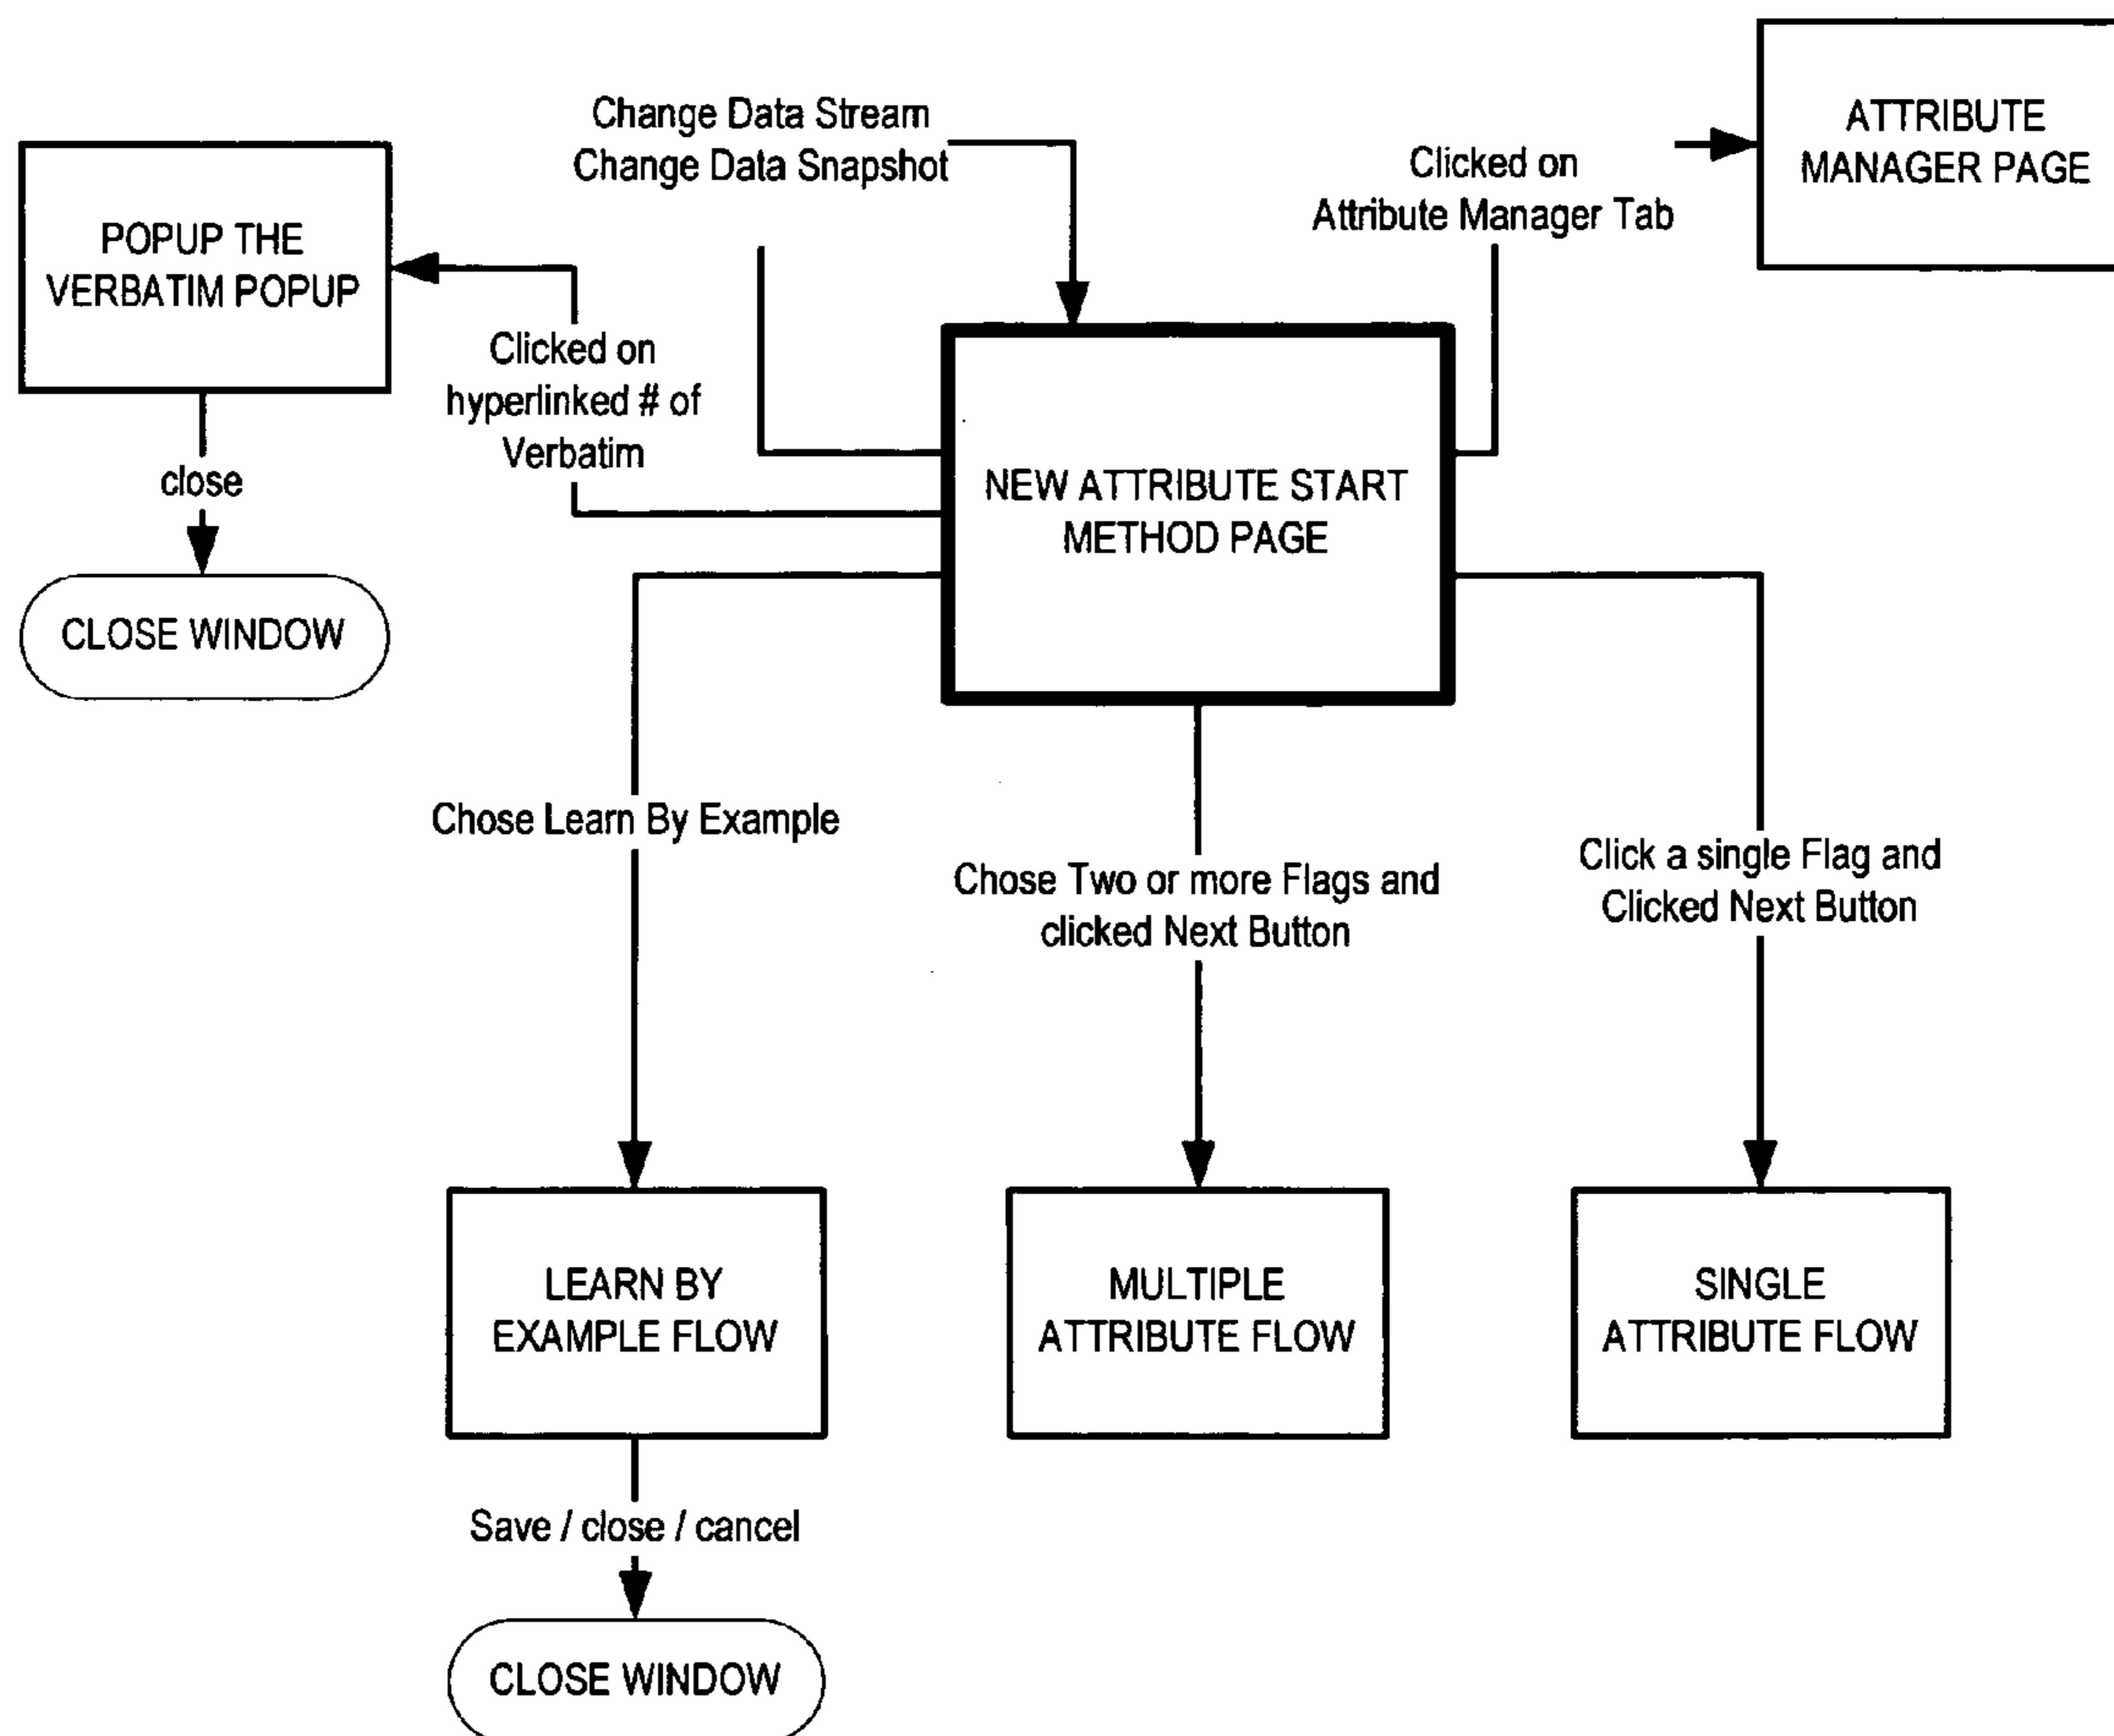 ATTRIBUTE
MANAGER PAGE
Change Data Stream
Change Data Snapshot
Clicked on
Attribute Manager Tab
POPUP THE
VERBATIM POPUP
Clicked on
hyperlinked # of
Verbatim
close
NEW ATTRIBUTE START
METHOD PAGE
CLOSE WINDOW
Chose Learn By Example
Chose Two or more Flags and
clicked Next Button
Click a single Flag and
Clicked Next Button
LEARN BY
EXAMPLE FLOW
MULTIPLE
ATTRIBUTE FLOW
SINGLE
ATTRIBUTE FLOW
Save / close / cancel
CLOSE WINDOW